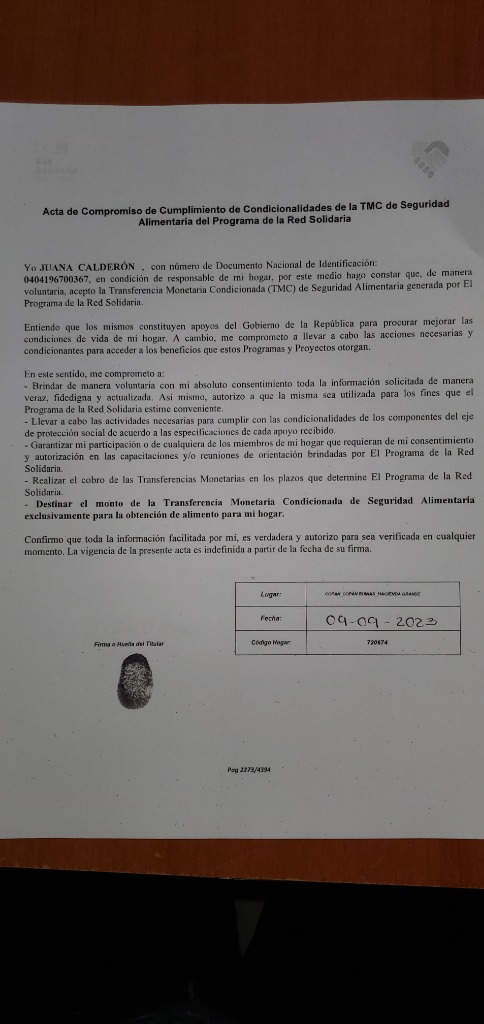 Red
Solidaria
Acta de Compromiso de Cumplimiento de Condicionalidades de la TMC de Seguridad
Alimentaria del Programa de la Red Solidaria
Yo JUANA CALDERÓN , con número de Documento Nacional de Identificación:
0404196700367, en condición de responsable de mi hogar, por este medio hago constar que, de manera
voluntaria, acepto la Transferencia Monetaria Condicionada (TMC) de Seguridad Alimentaria generada por El
Programa de la Red Solidaria.
Entiendo que los mismos constituyen apoyos del Gobierno de la República para procurar mejorar las
condiciones de vida de mi hogar. A cambio, me comprometo a llevar a cabo las acciones necesarias y
condicionantes para acceder a los beneficios que estos Programas y Proyectos otorgan.
En este sentido, me comprometo a:
- Brindar de manera voluntaria con mi absoluto consentimiento toda la información solicitada de manera
veraz, fidedigna y actualizada. Así mismo, autorizo a que la misma sea utilizada para los fines que el
Programa de la Red Solidaria estime conveniente.
- Llevar a cabo las actividades necesarias para cumplir con las condicionalidades de los componentes del eje
de protección social de acuerdo a las especificaciones de cada apoyo recibido.
- Garantizar mi participación o de cualquiera de los miembros de mi hogar que requieran de mi consentimiento
y autorización en las capacitaciones y/o reuniones de orientación brindadas por El Programa de la Red
Solidaria.
- Realizar el cobro de las Transferencias Monetarias en los plazos que determine El Programa de la Red
Solidaria.
- Destinar el monto de la Transferencia Monetaria Condicionada de Seguridad Alimentaria
exclusivamente para la obtención de alimento para mi hogar.
Confirmo que toda la información facilitada por mi, es verdadera y autorizo para sea verificada en cualquier
momento. La vigencia de la presente acta es indefinida a partir de la fecha de su firma.
Lugar: COPAN COPAN RUINAS HACIENDA GRANDE
Fecha: 09-09-2023
Código Hogar: 720674
Firma o Huella del Titular
Pag 2273/4394